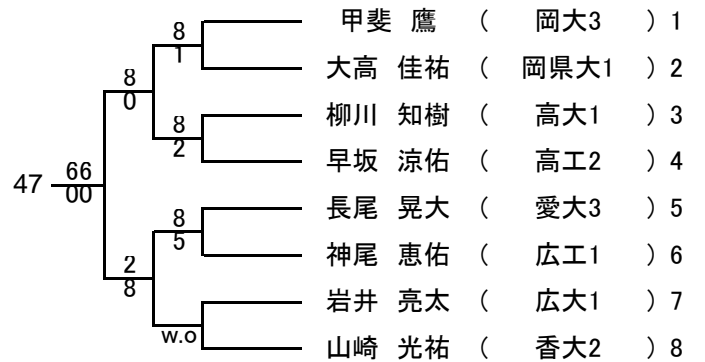 甲斐 鷹 ( 岡大3 ) 1
8
1
大高 佳祐 ( 岡県大1 ) 2
8
0
柳川 知樹 ( 高大1 ) 3
8
2
早坂 涼佑 ( 高工2 ) 4
47
66
00
長尾 晃大 ( 愛大3 ) 5
8
5
神尾 恵佑 ( 広工1 ) 6
2
8
岩井 亮太 ( 広大1 ) 7
w.o
山崎 光祐 ( 香大2 ) 8